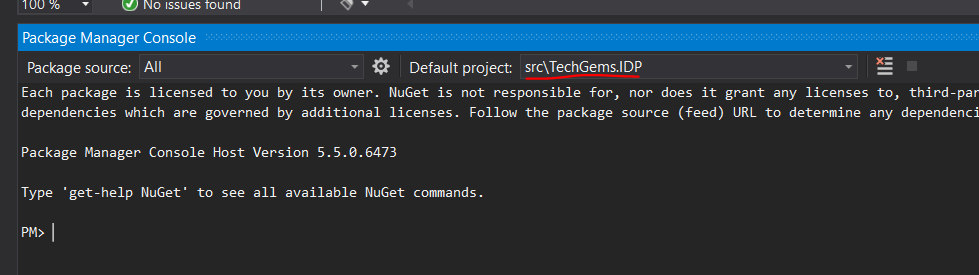 100 % No issues found
Package Manager Console
Package source: All Default project: src\TechGems.IDP
Each package is licensed to you by its owner. NuGet is not responsible for, nor does it grant any licenses to, third-par
dependencies which are governed by additional licenses. Follow the package source (feed) URL to determine any dependenci
Package Manager Console Host Version 5.5.0.6473
Type 'get-help NuGet' to see all available NuGet commands.
PM>